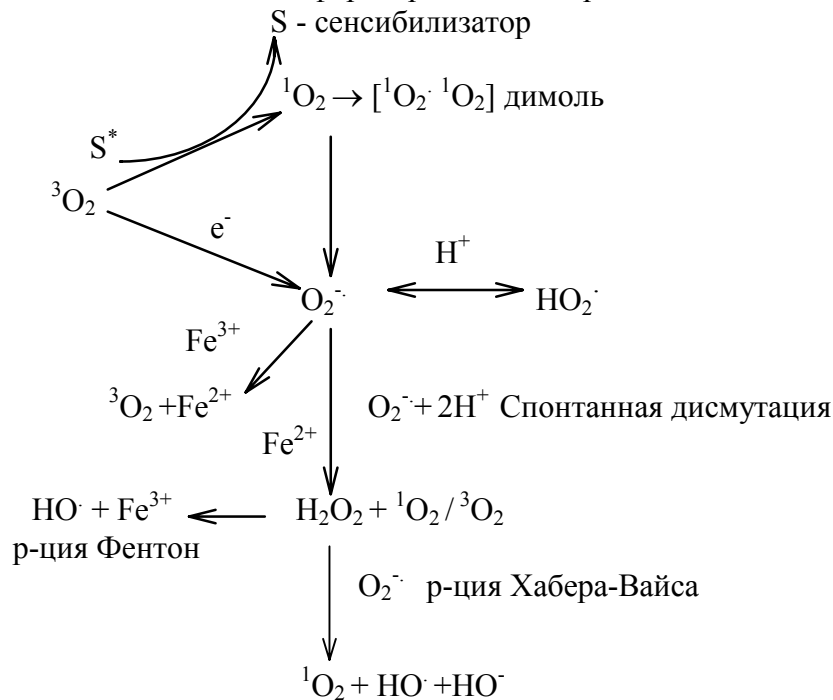 S - сенсибилизатор
¹O₂ → [¹O₂· ¹O₂] димоль
S*
³O₂
e⁻
H⁺
O₂⁻·
HO₂·
Fe³⁺
³O₂ +Fe²⁺
O₂⁻·+ 2H⁺ Спонтанная дисмутация
Fe²⁺
HO· + Fe³⁺
H₂O₂ + ¹O₂ / ³O₂
р-ция Фентон
O₂⁻· р-ция Хабера-Вайса
¹O₂ + HO· +HO⁻